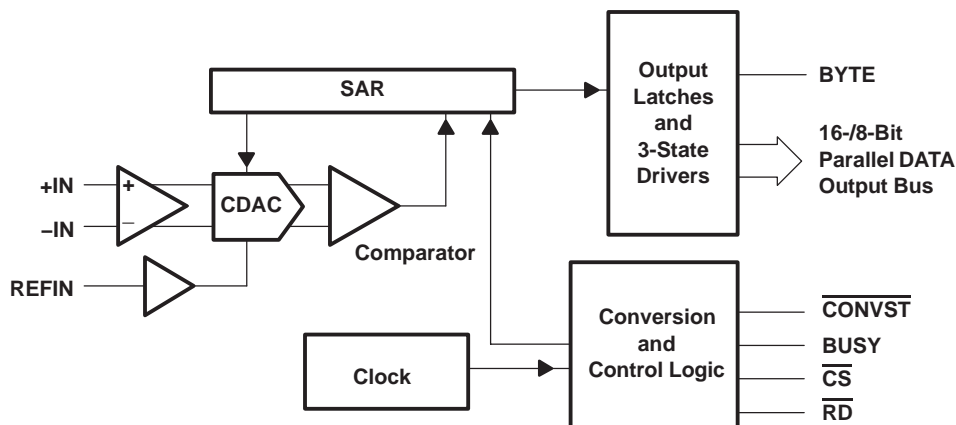 SAR
Output
Latches
and
3-State
Drivers
BYTE
16-/8-Bit
Parallel DATA
Output Bus
+IN
−IN
+
−
CDAC
Comparator
REFIN
Clock
Conversion
and
Control Logic
CONVST
BUSY
CS
RD